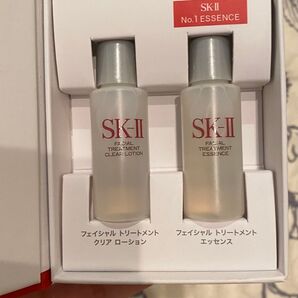 SK-II
No.1 ESSENCE
SK-II
FACIAL
TREATMENT
CLEAR LOTION
SK-II
FACIAL
TREATMENT
ESSENCE
フェイシャル トリートメント
クリア ローション
フェイシャル トリートメント
エッセンス